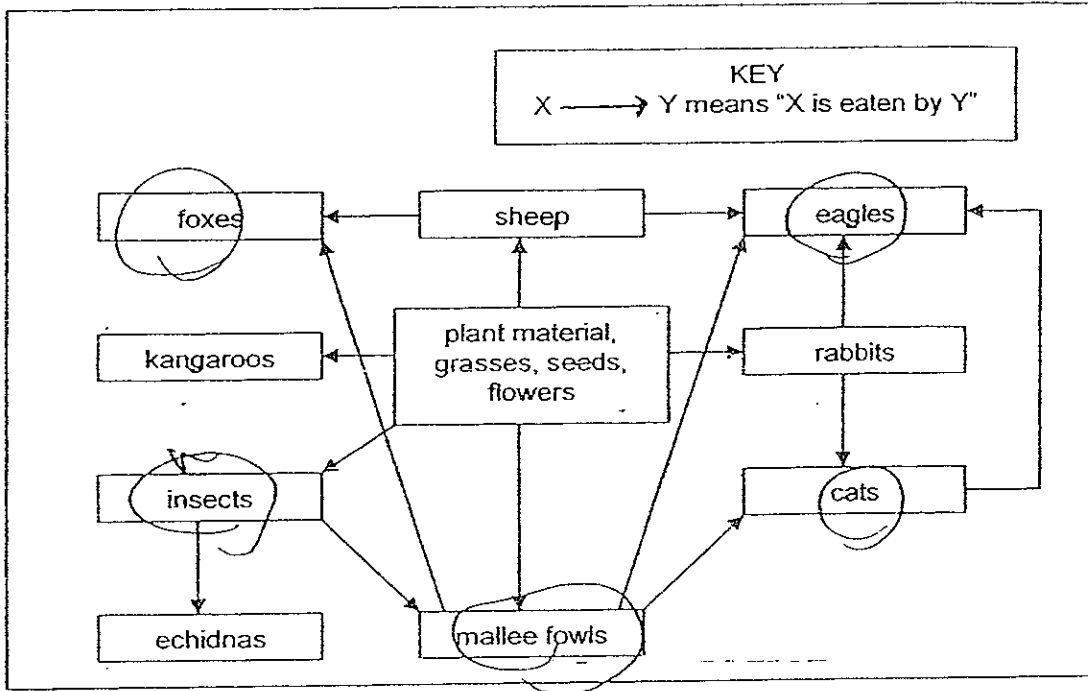 KEY
X → Y means "X is eaten by Y"
foxes
sheep
eagles
kangaroos
plant material,
grasses, seeds,
flowers
rabbits
insects
cats
echidnas
mallee fowls